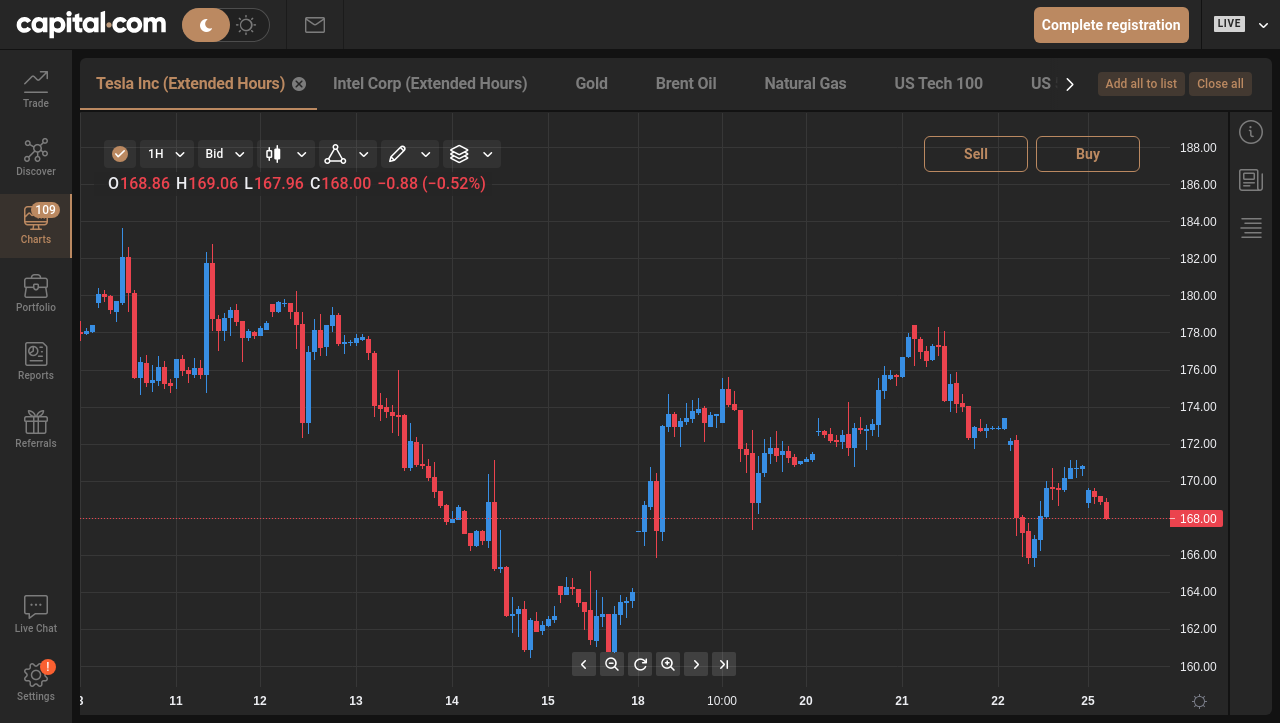 capital.com
Complete registration
LIVE
Trade
Discover
109
Charts
Portfolio
Reports
Referrals
Live Chat
!
Settings
Tesla Inc (Extended Hours) Intel Corp (Extended Hours) Gold Brent Oil Natural Gas US Tech 100 US
Add all to list Close all
1H Bid
Sell Buy
O168.86 H169.06 L167.96 C168.00 −0.88 (−0.52%)
188.00
186.00
184.00
182.00
180.00
178.00
176.00
174.00
172.00
170.00
168.00
166.00
164.00
162.00
160.00
11 12 13 14 15 18 10:00 20 21 22 25